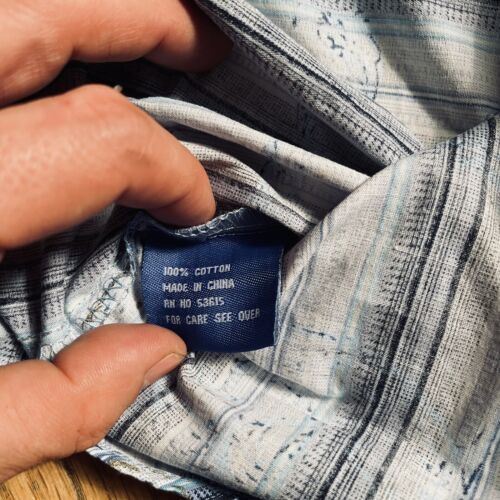 100% COTTON
MADE IN CHINA
RN NO 53615
FOR CARE SEE OVER